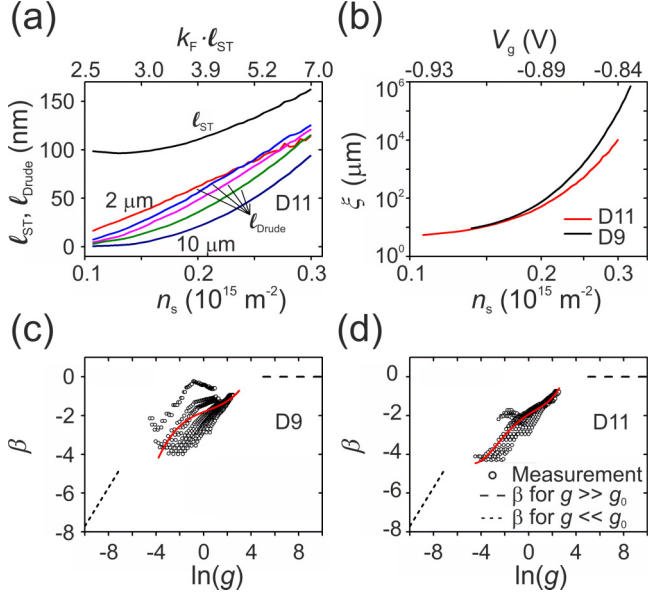 (a)
k_F·ℓ_ST
2.5 3.0 3.9 5.2 7.0
ℓ_ST, ℓ_Drude (nm)
150
100
50
0
ℓ_ST
2 μm
ℓ_Drude
D11
10 μm
0.1 0.2 0.3
n_s (10^15 m^-2)
(b)
V_g (V)
-0.93 -0.89 -0.84
ξ (μm)
10^6
10^4
10^2
10^0
D11
D9
0.1 0.2 0.3
n_s (10^15 m^-2)
(c)
β
0
-2
-4
-6
-8
D9
-8 -4 0 4 8
ln(g)
(d)
β
0
-2
-4
-6
-8
D11
Measurement
β for g >> g_0
β for g << g_0
-8 -4 0 4 8
ln(g)